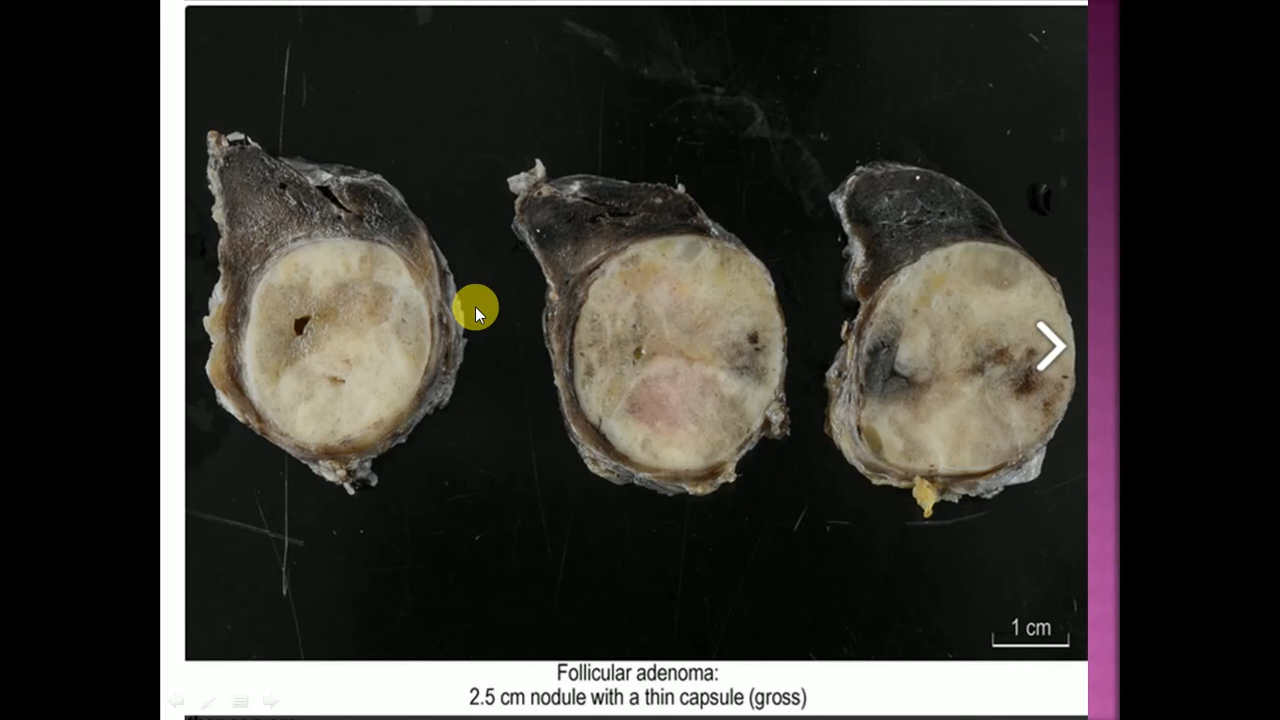 1 cm
Follicular adenoma:
2.5 cm nodule with a thin capsule (gross)